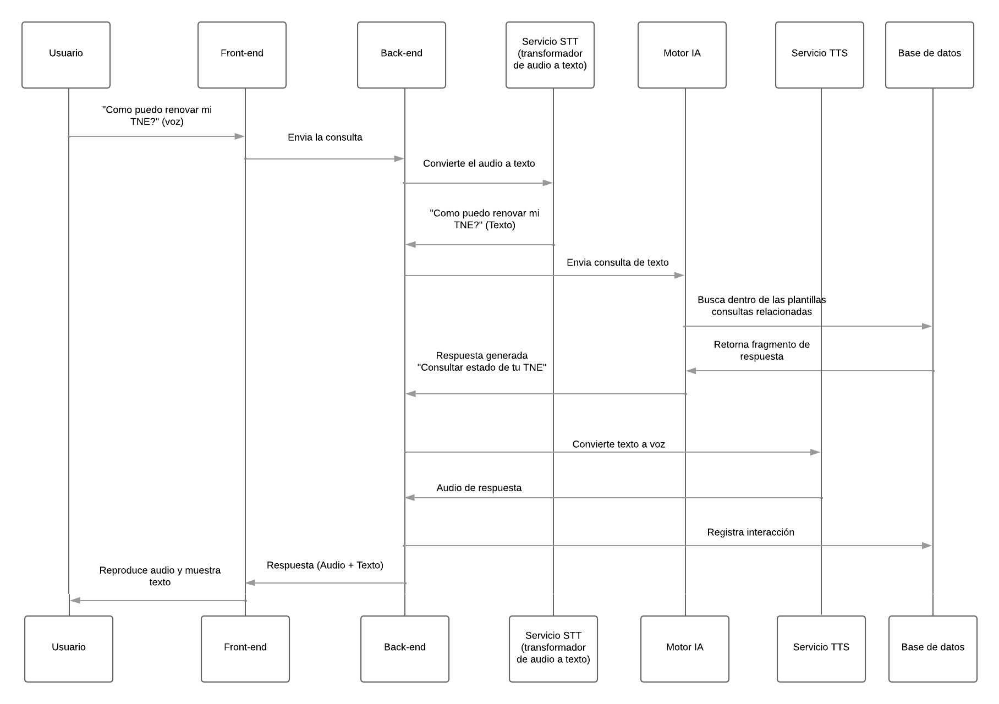 Usuario
Front-end
Back-end
Servicio STT
(transformador
de audio a texto)
Motor IA
Servicio TTS
Base de datos
"Como puedo renovar mi
TNE?" (voz)
Envia la consulta
Convierte el audio a texto
"Como puedo renovar mi
TNE?" (Texto)
Envia consulta de texto
Busca dentro de las plantillas
consultas relacionadas
Retorna fragmento de
respuesta
Respuesta generada
"Consultar estado de tu TNE"
Convierte texto a voz
Audio de respuesta
Registra interacción
Respuesta (Audio + Texto)
Reproduce audio y muestra
texto
Usuario
Front-end
Back-end
Servicio STT
(transformador
de audio a texto)
Motor IA
Servicio TTS
Base de datos